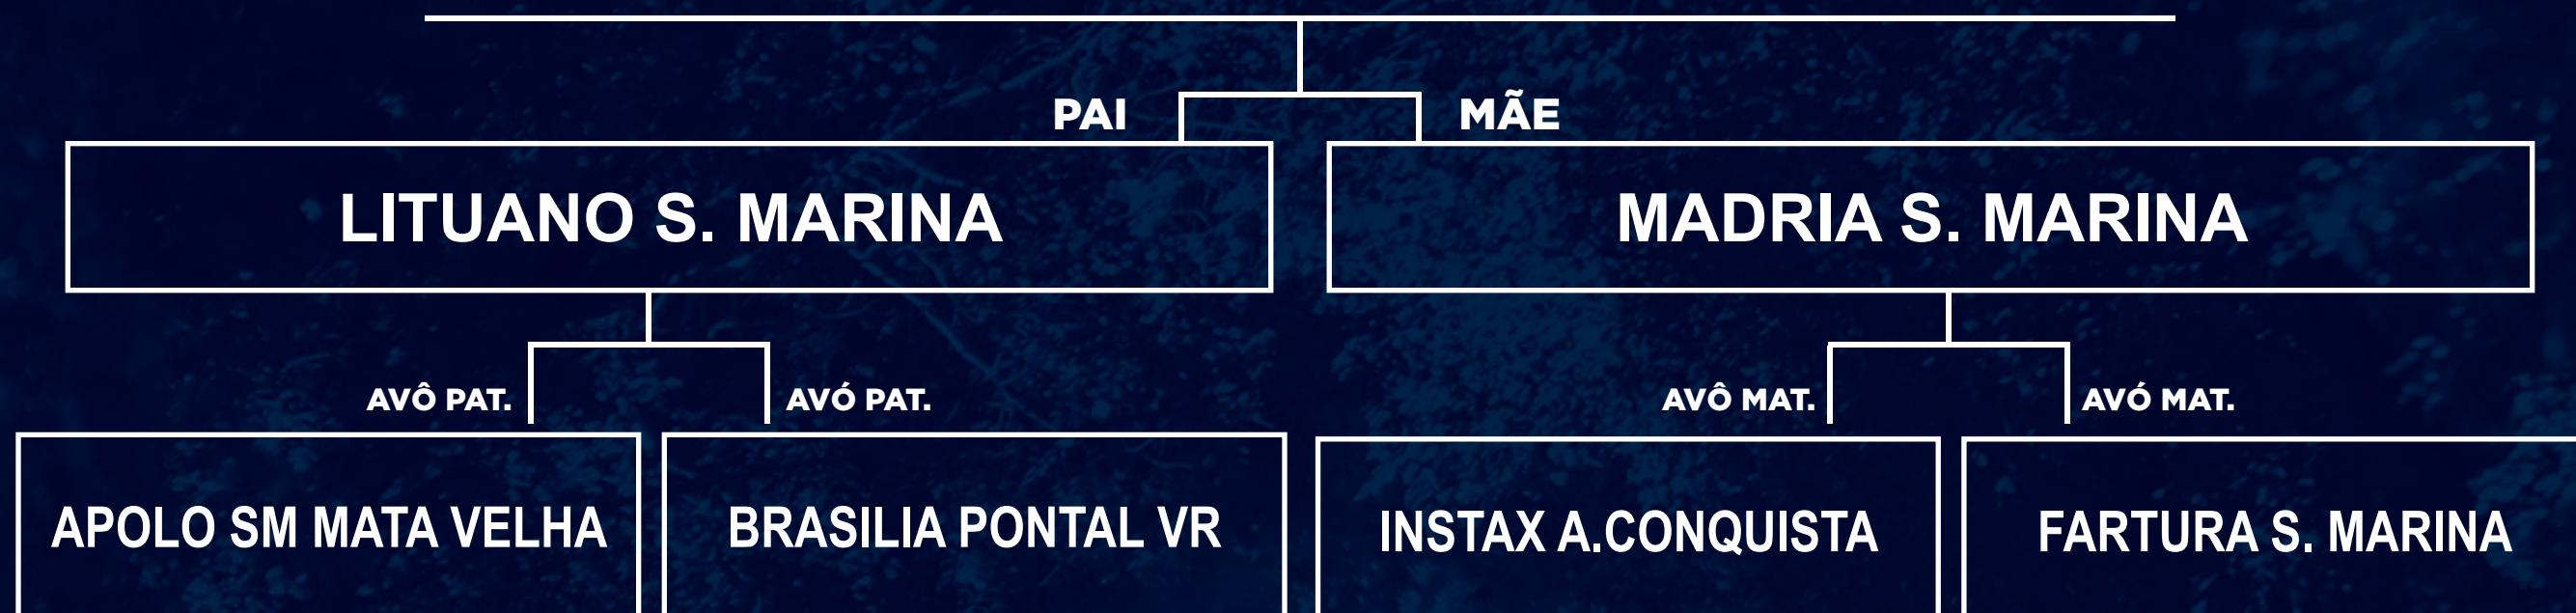 PAI
MÃE
LITUANO S. MARINA
MADRIA S. MARINA
AVÔ PAT.
AVÓ PAT.
AVÔ MAT.
AVÓ MAT.
APOLO SM MATA VELHA
BRASILIA PONTAL VR
INSTAX A.CONQUISTA
FARTURA S. MARINA